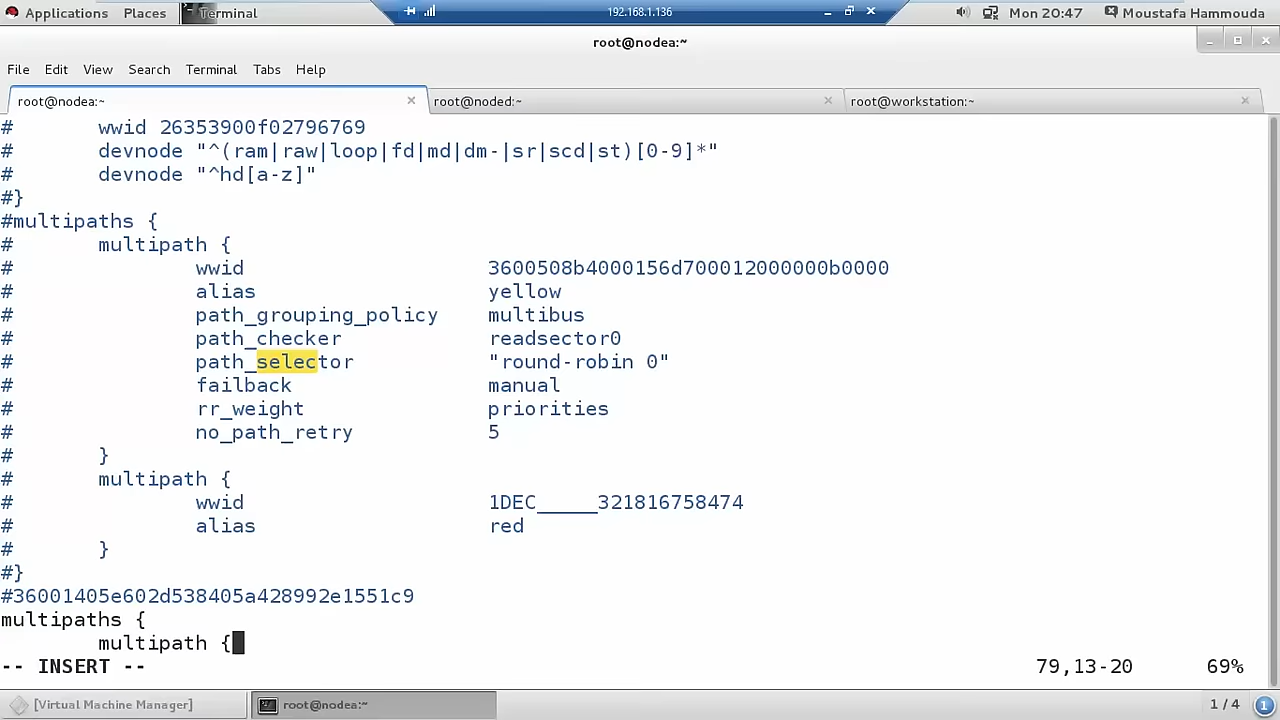 Applications Places Terminal 192.168.1.136 Mon 20:47 Moustafa Hammouda
root@nodea:~
File Edit View Search Terminal Tabs Help
root@nodea:~ root@noded:~ root@workstation:~
# wwid 26353900f02796769
# devnode "^(ram|raw|loop|fd|md|dm-|sr|scd|st)[0-9]*"
# devnode "^hd[a-z]"
#}
#multipaths {
# multipath {
# wwid 3600508b4000156d700012000000b0000
# alias yellow
# path_grouping_policy multibus
# path_checker readsector0
# path_selector "round-robin 0"
# failback manual
# rr_weight priorities
# no_path_retry 5
# }
# multipath {
# wwid 1DEC_____321816758474
# alias red
# }
#}
#36001405e602d538405a428992e1551c9
multipaths {
multipath {
-- INSERT -- 79,13-20 69%
[Virtual Machine Manager] root@nodea:~ 1 / 4 1